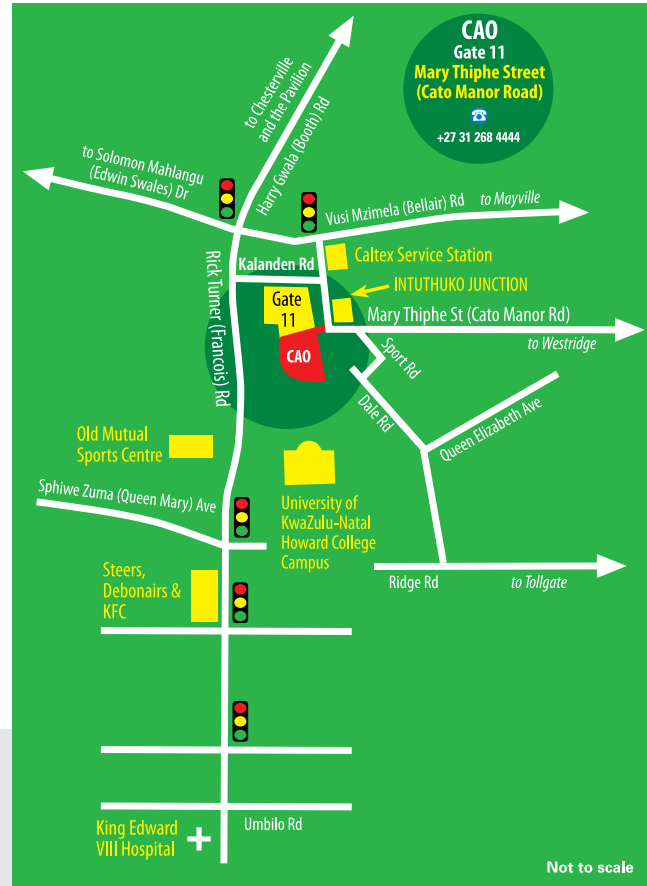 CAO
Gate 11
Mary Thiphe Street
(Cato Manor Road)
+27 31 268 4444
to Chesterville
and the Pavilion
Harry Gwala (Booth) Rd
to Solomon Mahlangu
(Edwin Swales) Dr
Vusi Mzimela (Bellair) Rd
to Mayville
Caltex Service Station
Kalanden Rd
INTUTHUKO JUNCTION
Gate
11
Mary Thiphe St (Cato Manor Rd)
to Westridge
CAO
Rick Turner (Francois) Rd
Sport Rd
Dale Rd
Queen Elizabeth Ave
Old Mutual
Sports Centre
Sphiwe Zuma (Queen Mary) Ave
University of
KwaZulu-Natal
Howard College
Campus
Steers,
Debonairs &
KFC
Ridge Rd
to Tollgate
Umbilo Rd
King Edward
VIII Hospital
Not to scale